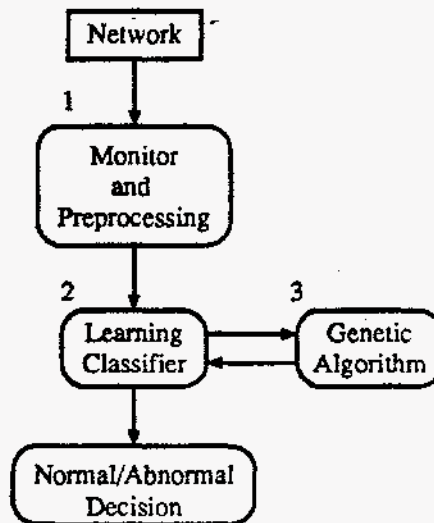 Network
1
Monitor
and
Preprocessing
2
3
Learning
Classifier
Genetic
Algorithm
Normal/Abnormal
Decision